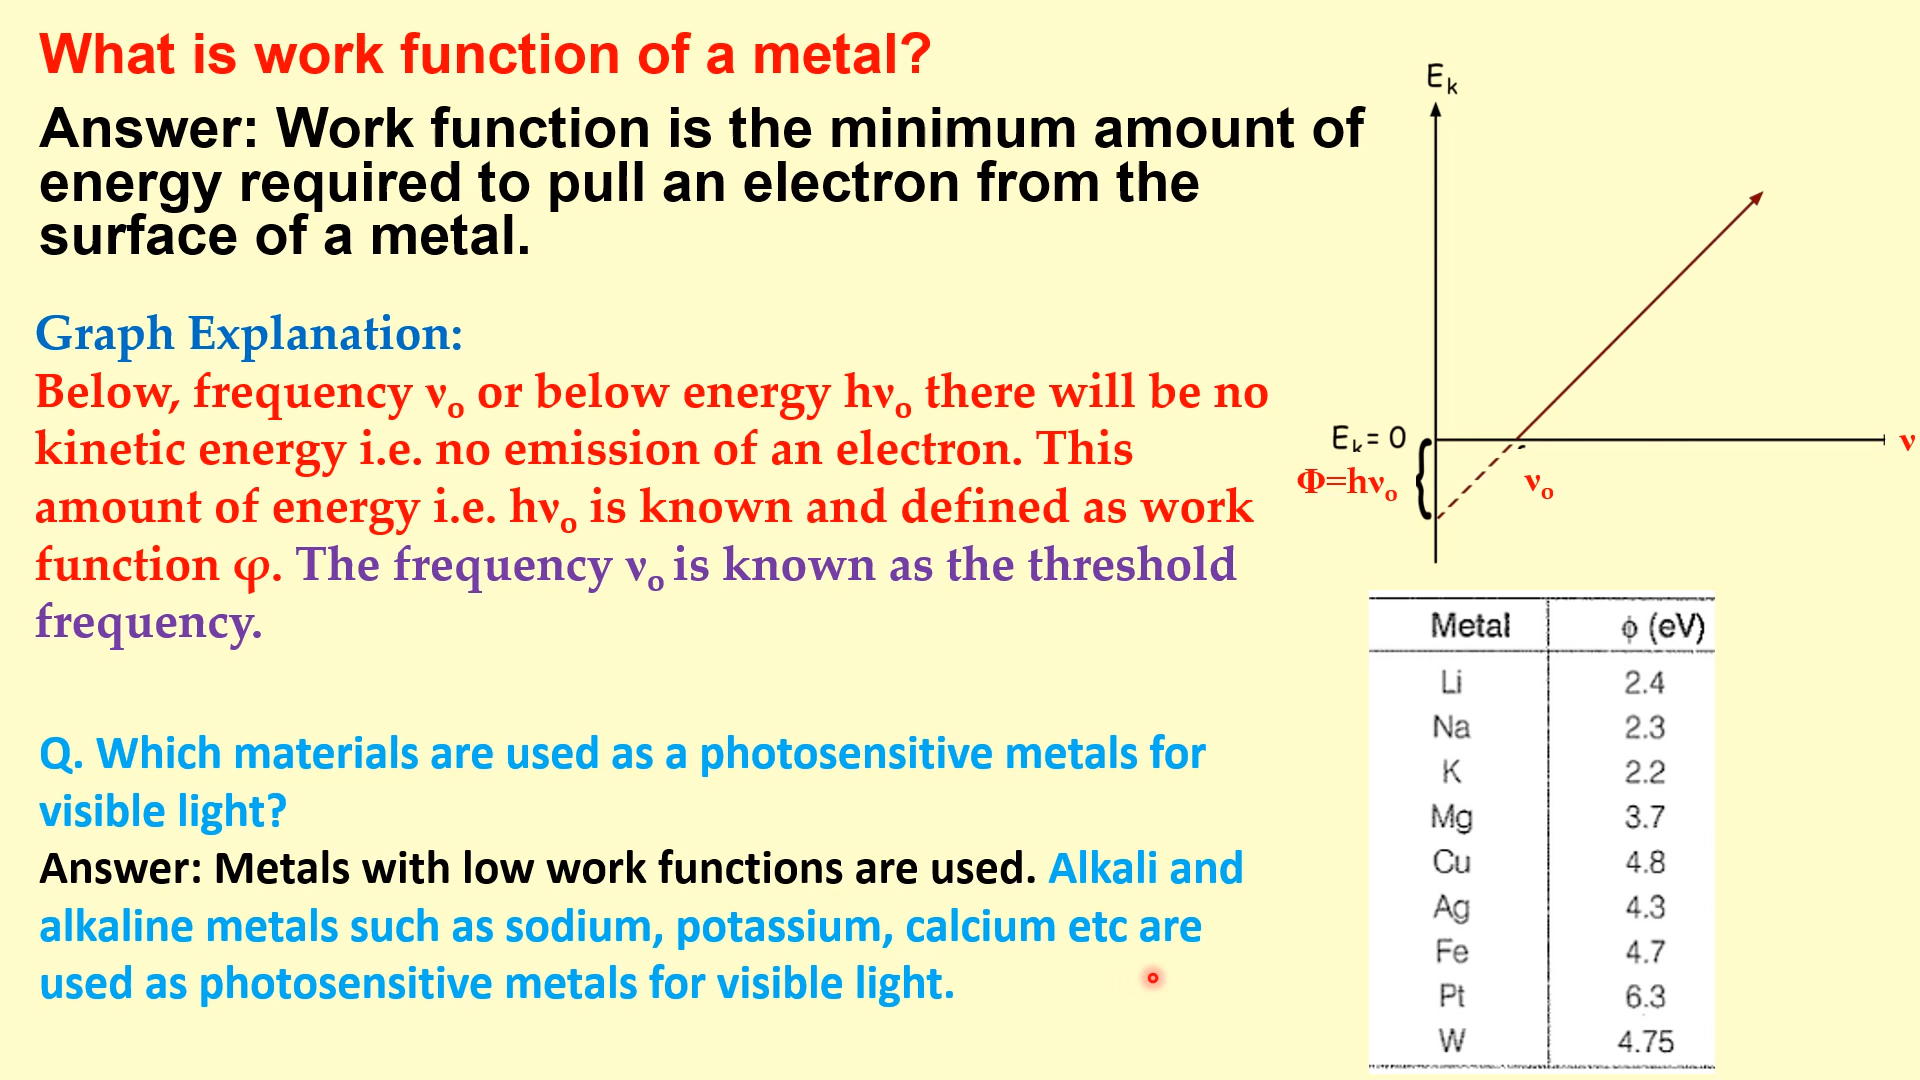 What is work function of a metal?
Answer: Work function is the minimum amount of
energy required to pull an electron from the
surface of a metal.
Graph Explanation:
Below, frequency ν₀ or below energy hν₀ there will be no
kinetic energy i.e. no emission of an electron. This
amount of energy i.e. hν₀ is known and defined as work
function φ. The frequency ν₀ is known as the threshold
frequency.
Q. Which materials are used as a photosensitive metals for
visible light?
Answer: Metals with low work functions are used. Alkali and
alkaline metals such as sodium, potassium, calcium etc are
used as photosensitive metals for visible light.
Eₖ
Eₖ = 0
ν
Φ=hν₀
ν₀
Metal ϕ (eV)
Li 2.4
Na 2.3
K 2.2
Mg 3.7
Cu 4.8
Ag 4.3
Fe 4.7
Pt 6.3
W 4.75